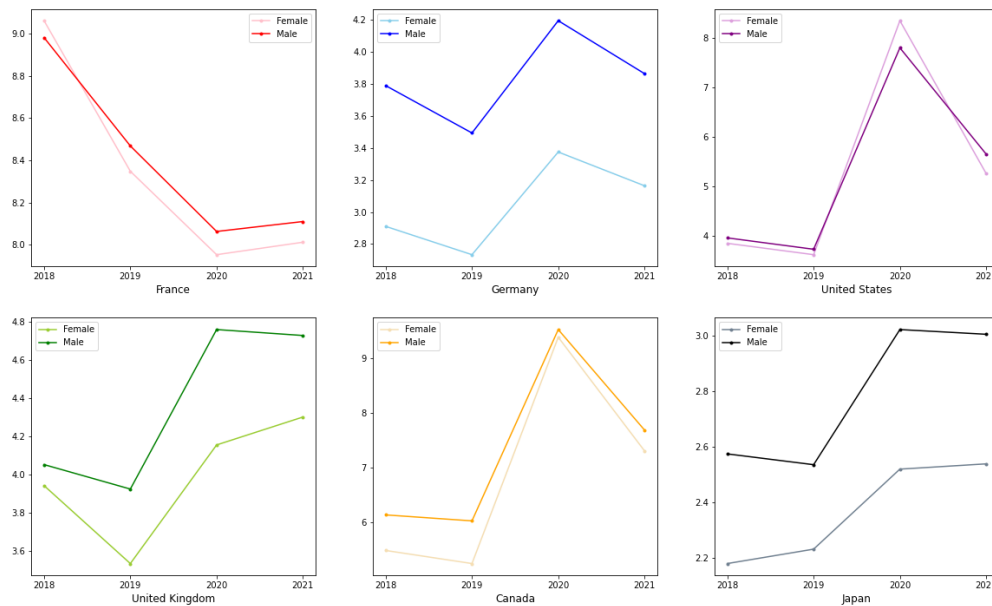 Female
Male
9.0
8.8
8.6
8.4
8.2
8.0
2018 2019 2020 2021
France
Female
Male
4.2
4.0
3.8
3.6
3.4
3.2
3.0
2.8
2018 2019 2020 2021
Germany
Female
Male
8
7
6
5
4
2018 2019 2020 2021
United States
Female
Male
4.8
4.6
4.4
4.2
4.0
3.8
3.6
2018 2019 2020 2021
United Kingdom
Female
Male
9
8
7
6
2018 2019 2020 2021
Canada
Female
Male
3.0
2.8
2.6
2.4
2.2
2018 2019 2020 2021
Japan